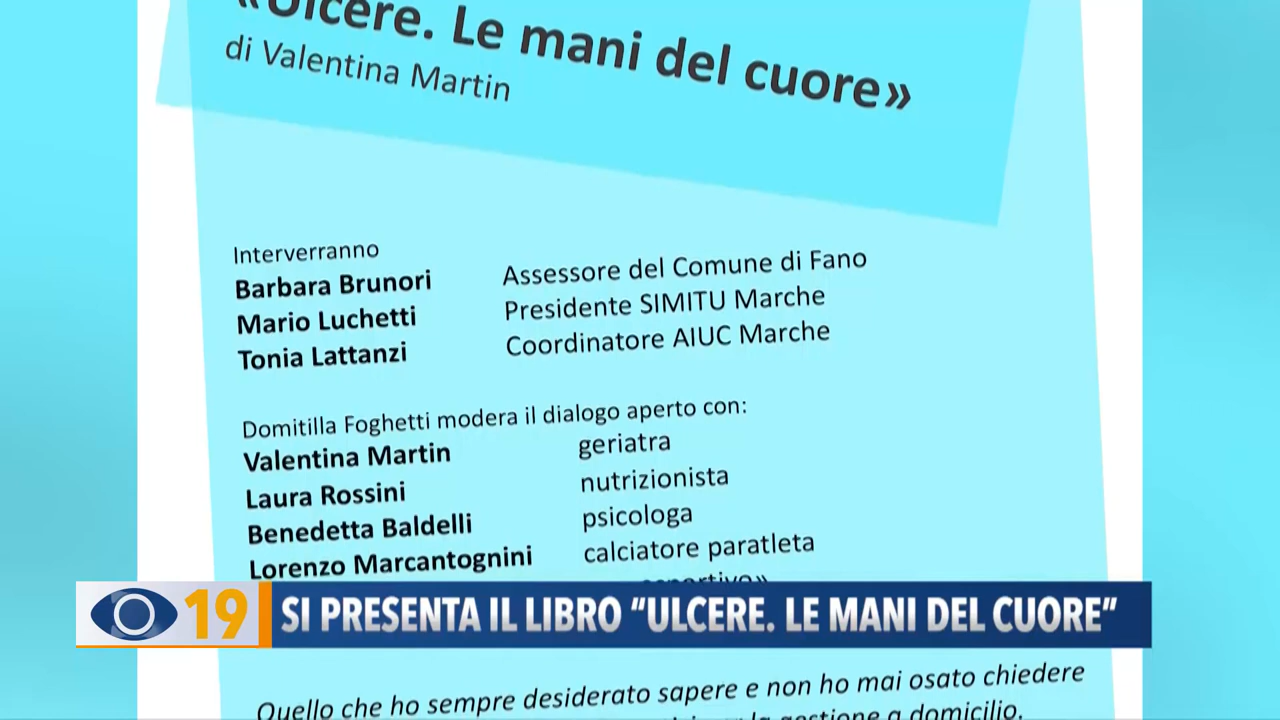 «Ulcere. Le mani del cuore»
di Valentina Martin
Interverranno
Barbara Brunori Assessore del Comune di Fano
Mario Luchetti Presidente SIMITU Marche
Tonia Lattanzi Coordinatore AIUC Marche
Domitilla Foghetti modera il dialogo aperto con:
Valentina Martin geriatra
Laura Rossini nutrizionista
Benedetta Baldelli psicologa
Lorenzo Marcantognini calciatore paratleta
19 SI PRESENTA IL LIBRO "ULCERE. LE MANI DEL CUORE"
Quello che ho sempre desiderato sapere e non ho mai osato chiedere
la gestione a domicilio.